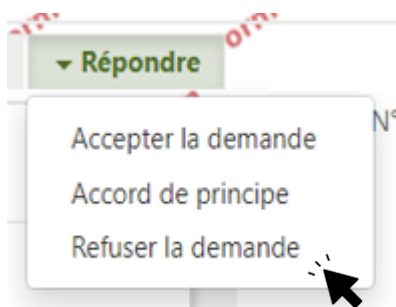 Répondre
Accepter la demande
N°
Accord de principe
Refuser la demande